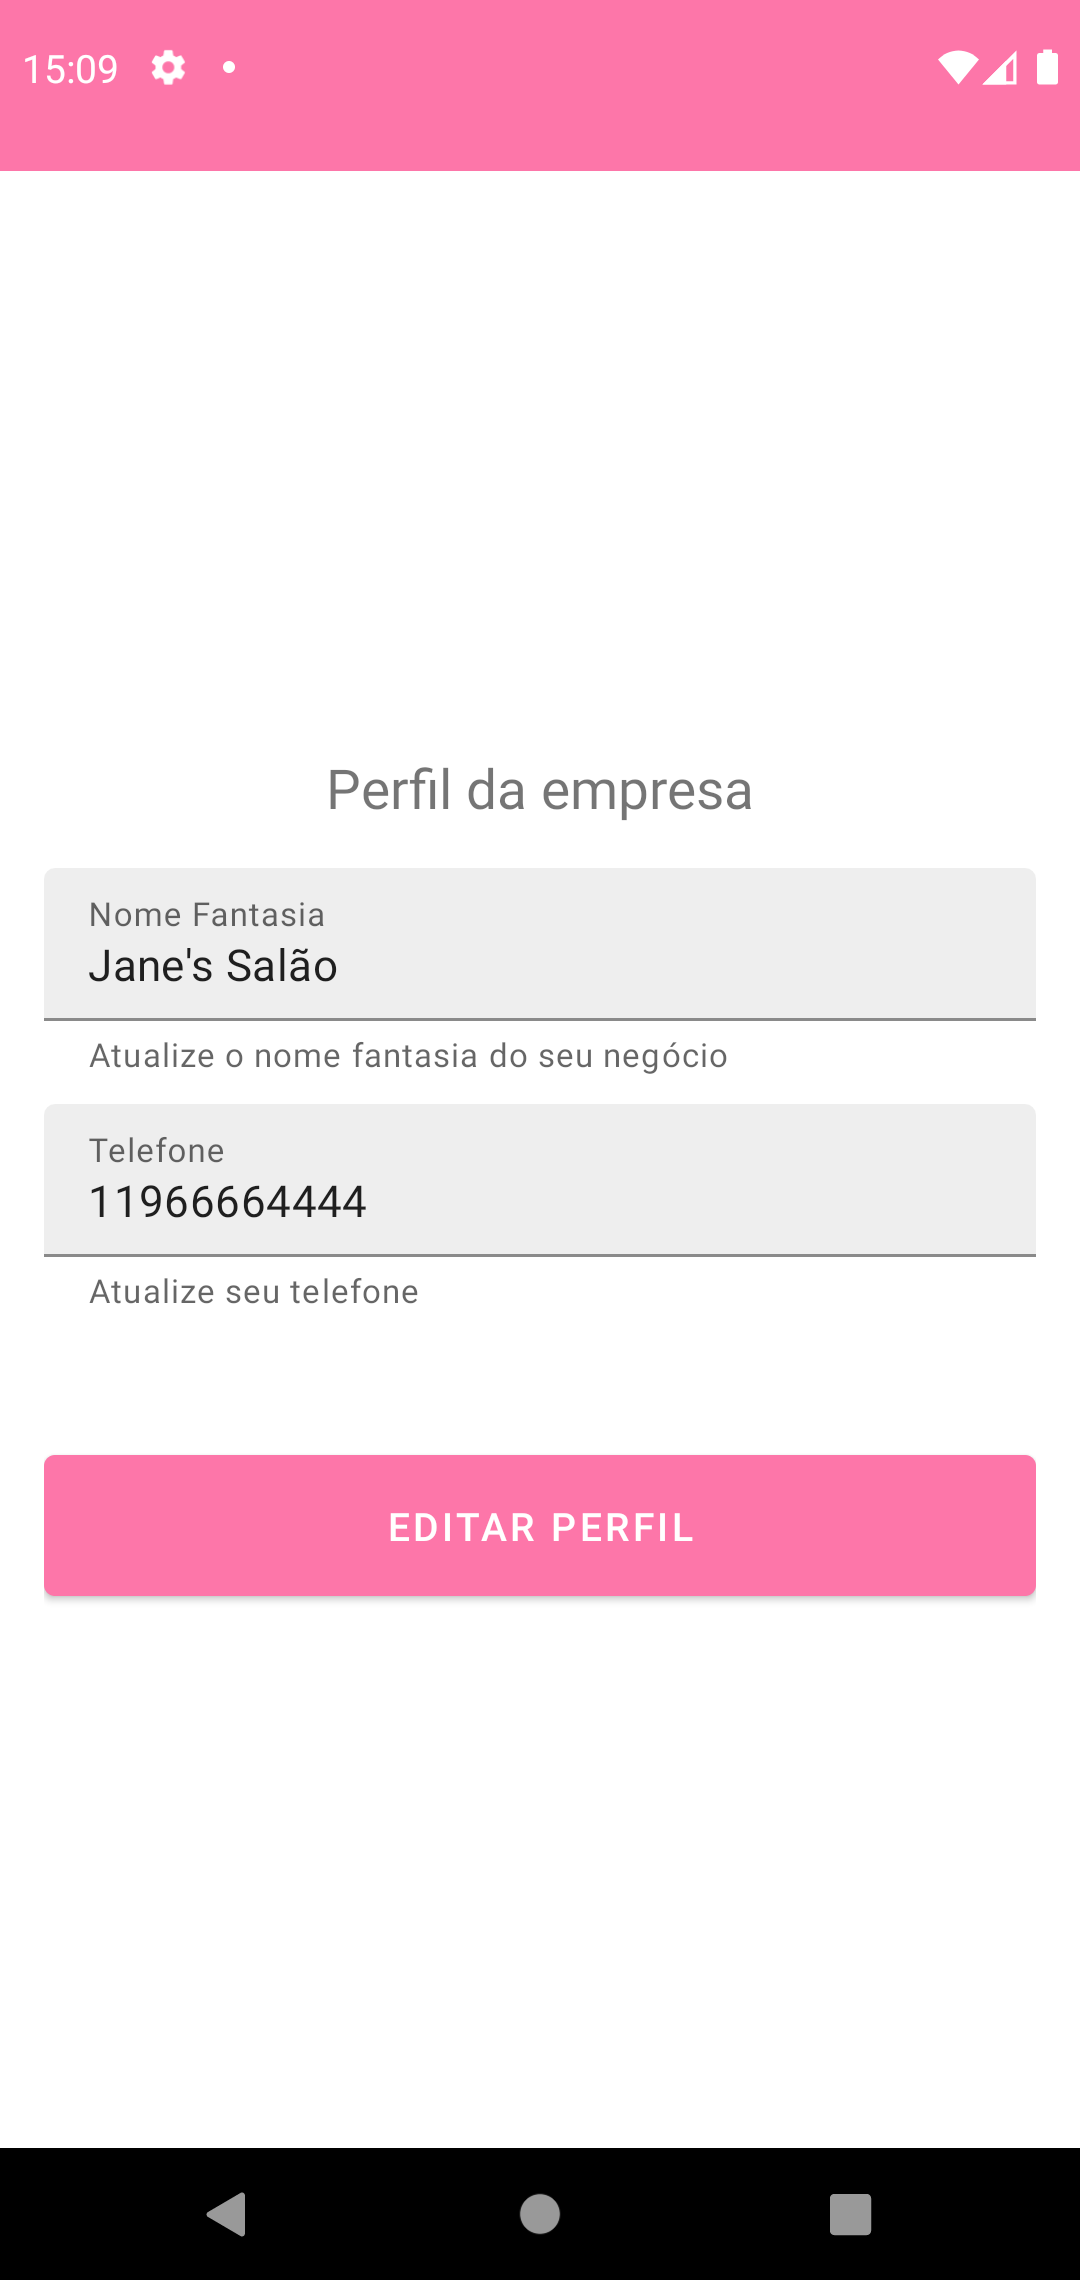 15:09
Perfil da empresa
Nome Fantasia
Jane's Salão
Atualize o nome fantasia do seu negócio
Telefone
11966664444
Atualize seu telefone
EDITAR PERFIL